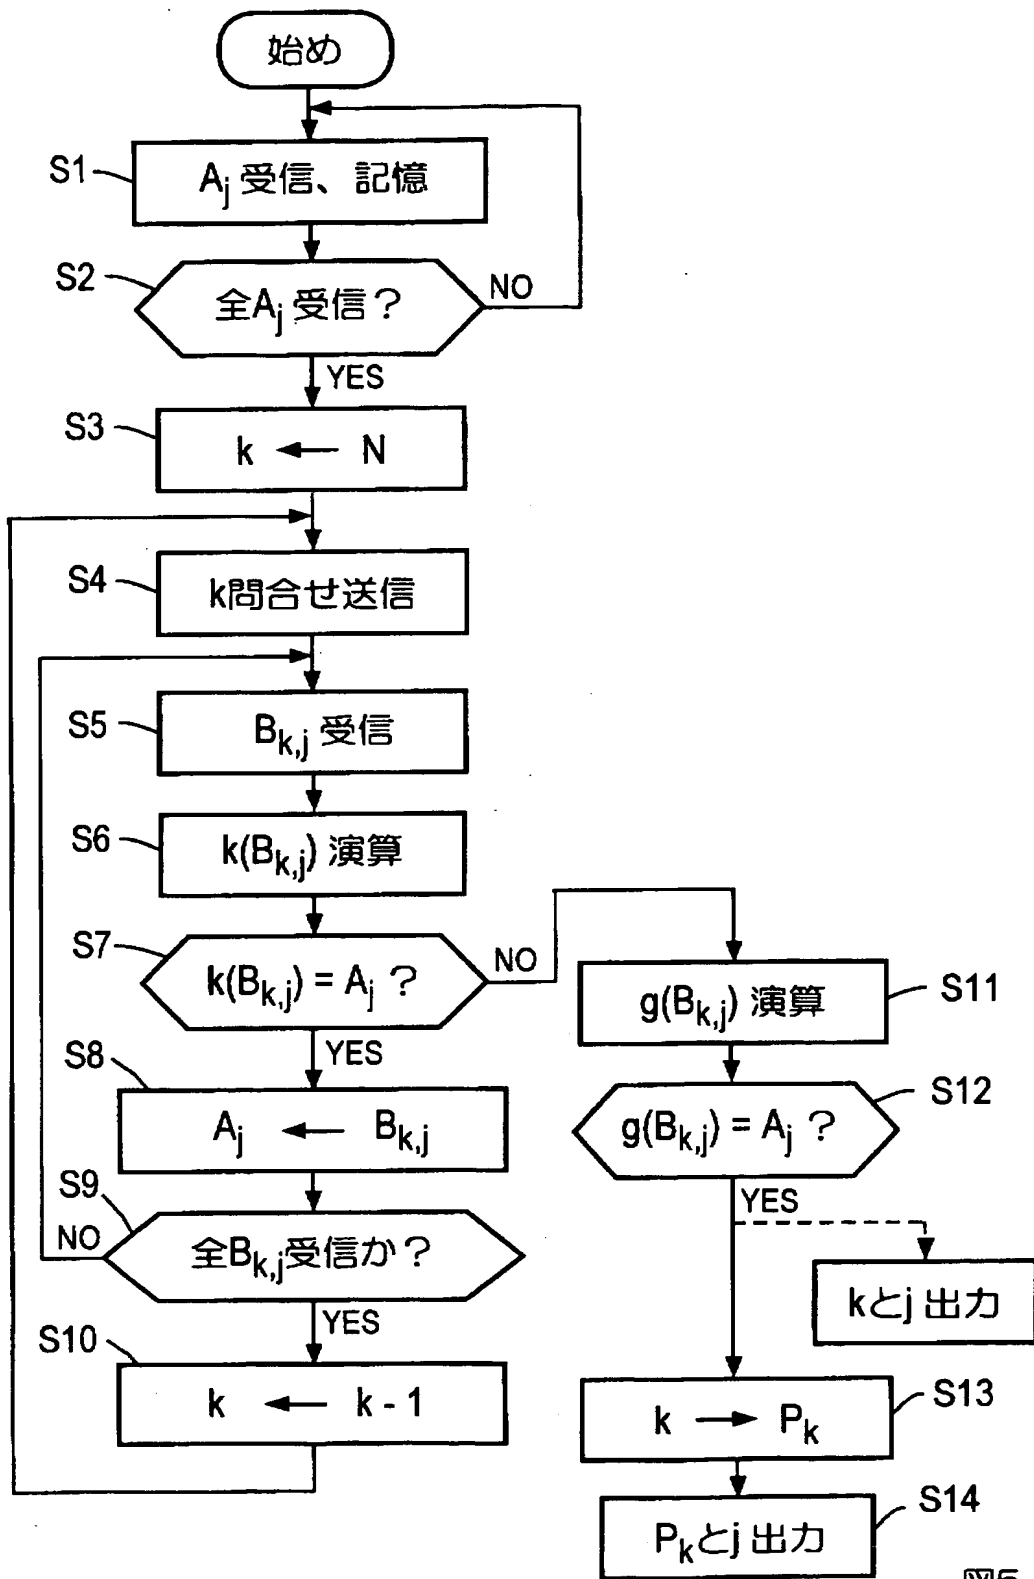 始め
S1
Aj 受信、記憶
S2
全Aj 受信?
NO
YES
S3
k ← N
S4
k問合せ送信
S5
Bk,j 受信
S6
k(Bk,j) 演算
S7
k(Bk,j) = Aj ?
NO
YES
S8
Aj ← Bk,j
S9
全Bk,j受信か?
NO
YES
S10
k ← k - 1
g(Bk,j) 演算
S11
g(Bk,j) = Aj ?
S12
YES
kとj 出力
k → Pk
S13
Pkとj 出力
S14